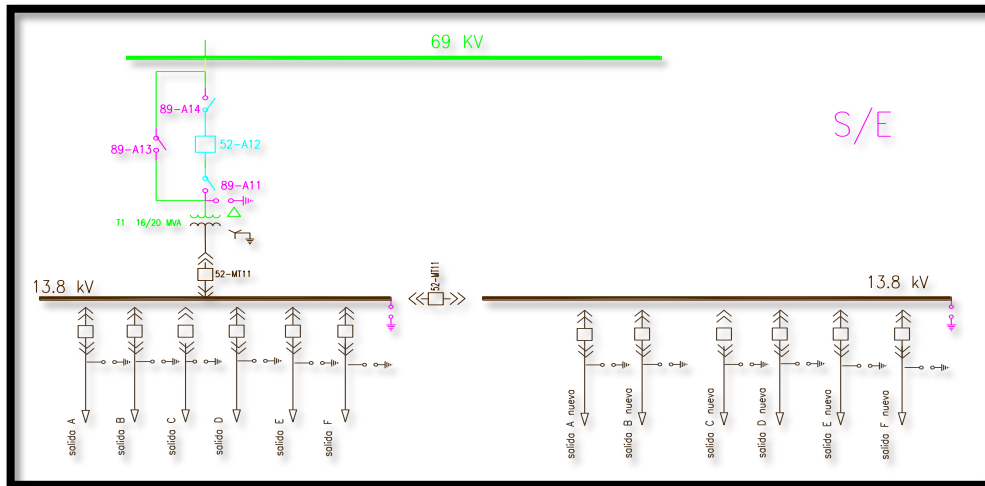 69 KV
S/E
89-A14
89-A13
52-A12
89-A11
T1 16/20 MVA
52-MT11
52-MT11
13.8 kV
13.8 kV
salida A
salida B
salida C
salida D
salida E
salida F
salida A nueva
salida B nueva
salida C nueva
salida D nueva
salida E nueva
salida F nueva